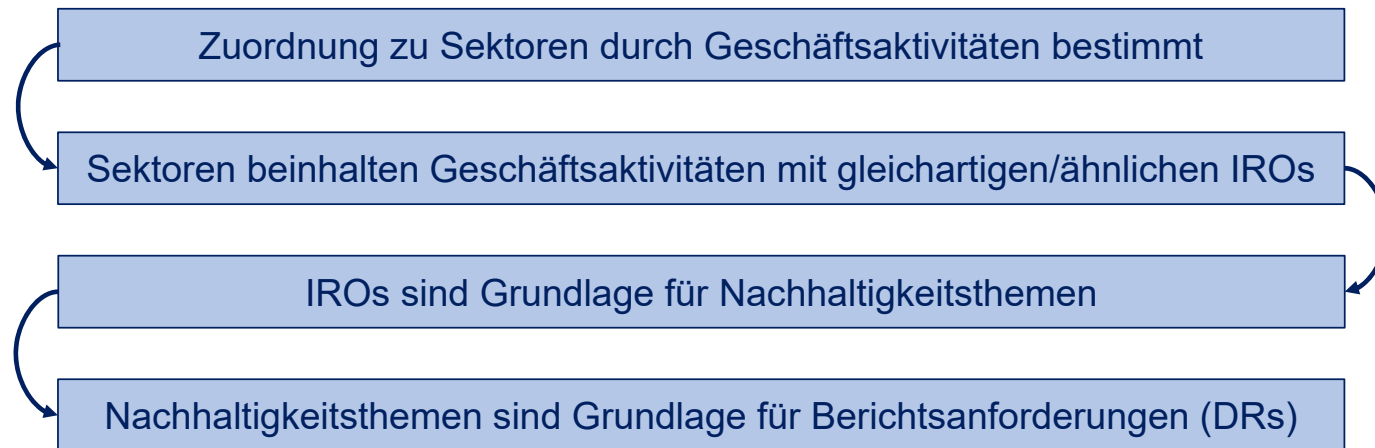 Zuordnung zu Sektoren durch Geschäftsaktivitäten bestimmt
Sektoren beinhalten Geschäftsaktivitäten mit gleichartigen/ähnlichen IROs
IROs sind Grundlage für Nachhaltigkeitsthemen
Nachhaltigkeitsthemen sind Grundlage für Berichtsanforderungen (DRs)